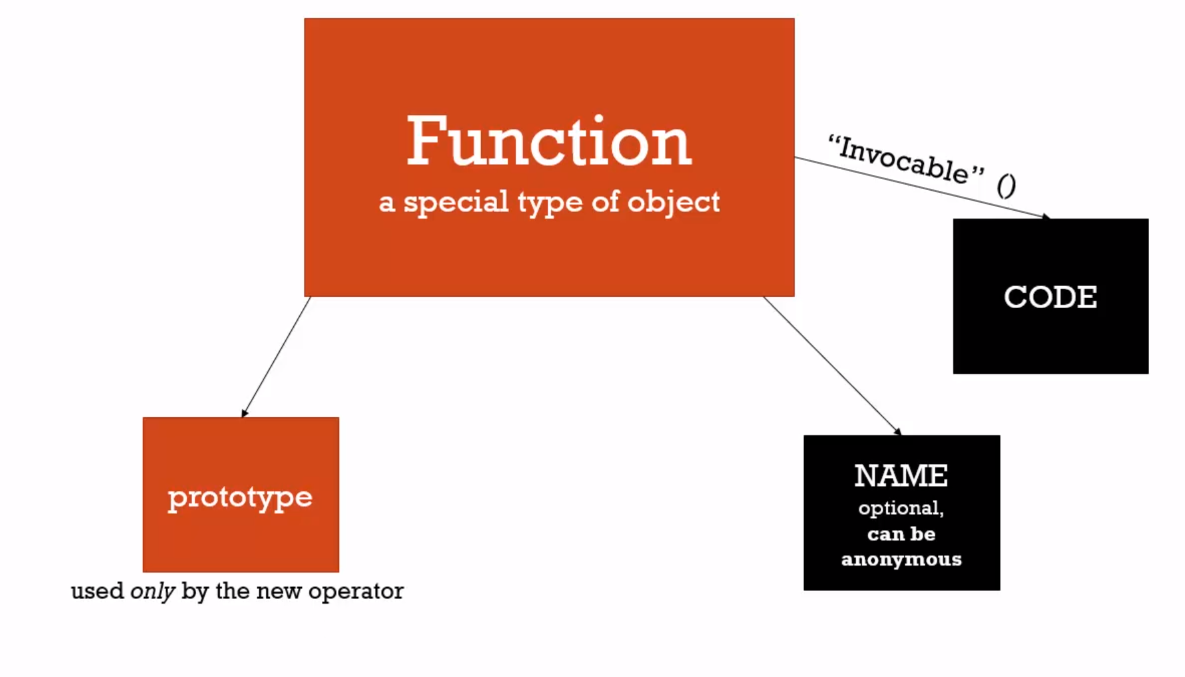 Function
a special type of object
“Invocable” ()
CODE
prototype
used only by the new operator
NAME
optional,
can be
anonymous